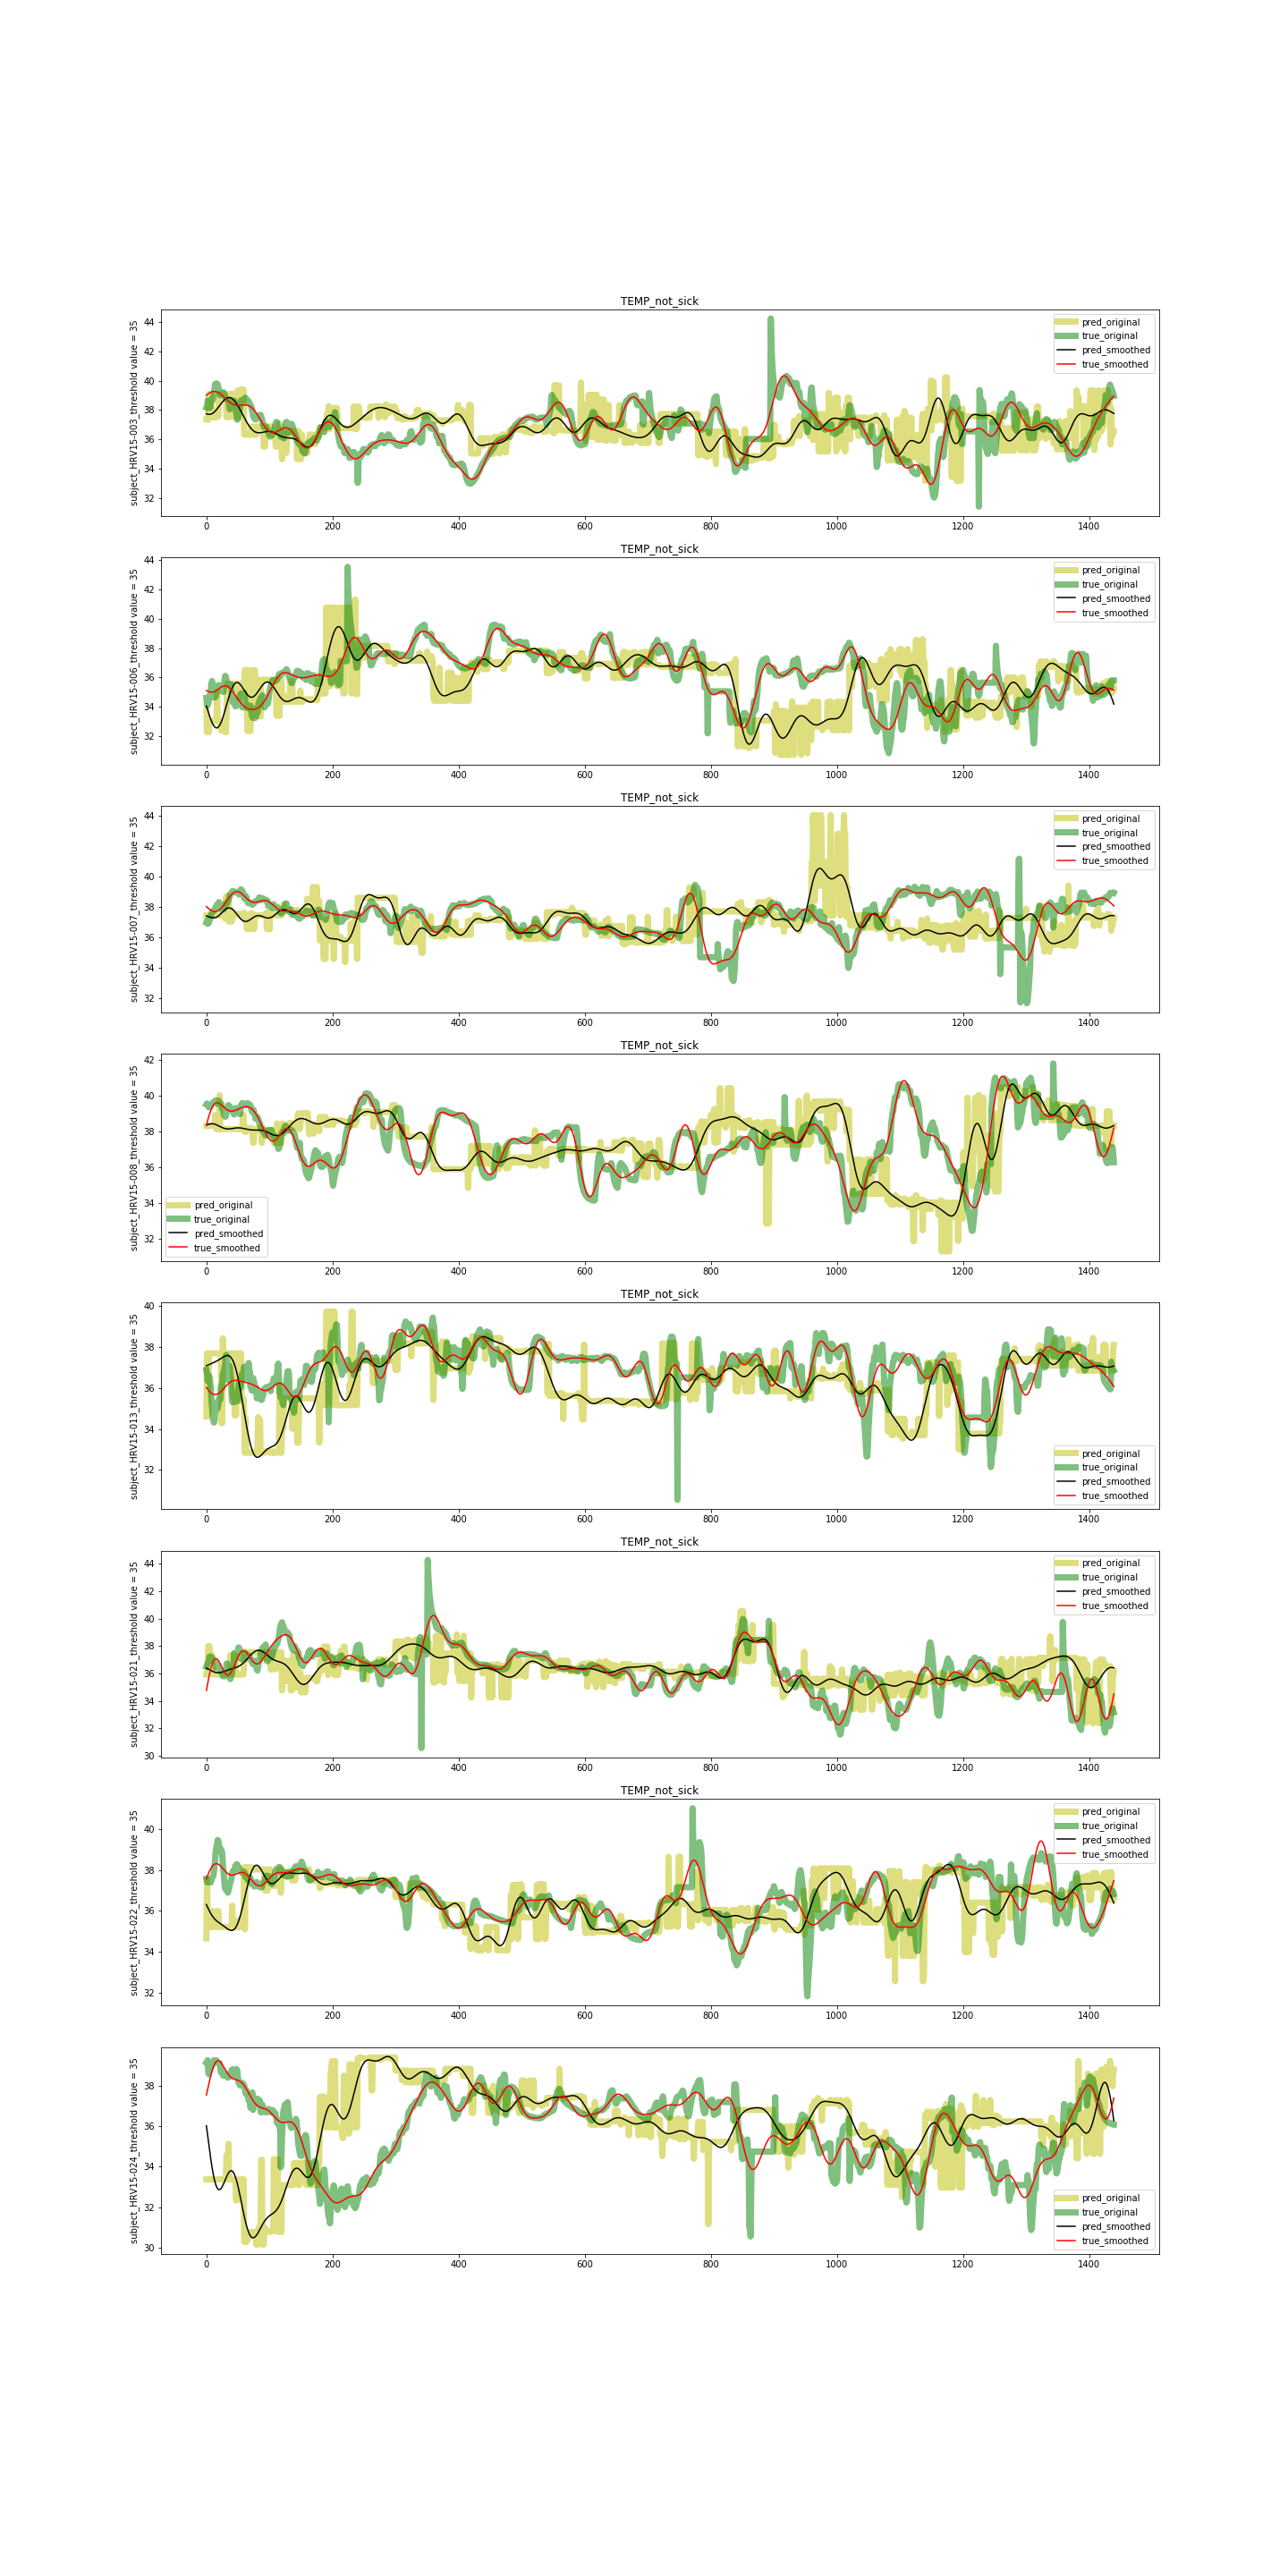 TEMP_not_sick
subject_HRV15-003_threshold value = 35
44
42
40
38
36
34
32
pred_original
true_original
pred_smoothed
true_smoothed
0 200 400 600 800 1000 1200 1400
TEMP_not_sick
subject_HRV15-006_threshold value = 35
44
42
40
38
36
34
32
pred_original
true_original
pred_smoothed
true_smoothed
0 200 400 600 800 1000 1200 1400
TEMP_not_sick
subject_HRV15-007_threshold value = 35
44
42
40
38
36
34
32
pred_original
true_original
pred_smoothed
true_smoothed
0 200 400 600 800 1000 1200 1400
TEMP_not_sick
subject_HRV15-008_threshold value = 35
42
40
38
36
34
32
pred_original
true_original
pred_smoothed
true_smoothed
0 200 400 600 800 1000 1200 1400
TEMP_not_sick
subject_HRV15-013_threshold value = 35
40
38
36
34
32
pred_original
true_original
pred_smoothed
true_smoothed
0 200 400 600 800 1000 1200 1400
TEMP_not_sick
subject_HRV15-021_threshold value = 35
44
42
40
38
36
34
32
30
pred_original
true_original
pred_smoothed
true_smoothed
0 200 400 600 800 1000 1200 1400
TEMP_not_sick
subject_HRV15-022_threshold value = 35
40
38
36
34
32
pred_original
true_original
pred_smoothed
true_smoothed
0 200 400 600 800 1000 1200 1400
subject_HRV15-024_threshold value = 35
38
36
34
32
30
pred_original
true_original
pred_smoothed
true_smoothed
0 200 400 600 800 1000 1200 1400